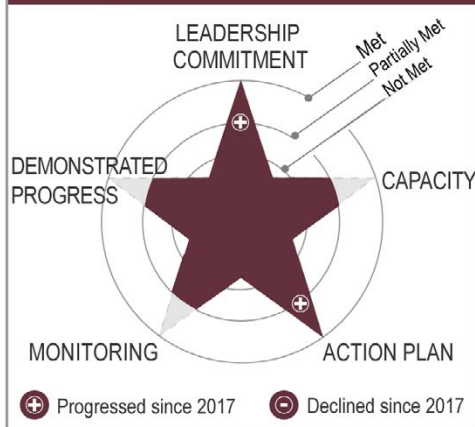 LEADERSHIP
COMMITMENT
Met
Partially Met
Not Met
DEMONSTRATED
PROGRESS
CAPACITY
MONITORING
ACTION PLAN
+ Progressed since 2017
- Declined since 2017